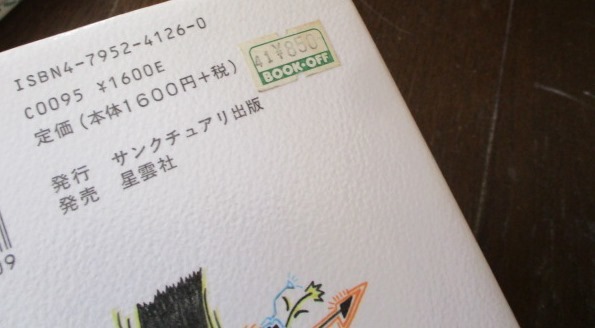 ISBN4-7952-4126-0
C0095 ¥1600E
定価(本体1600円+税)
発行 サンクチュアリ出版
発売 星雲社
41¥850
BOOK-OFF
9